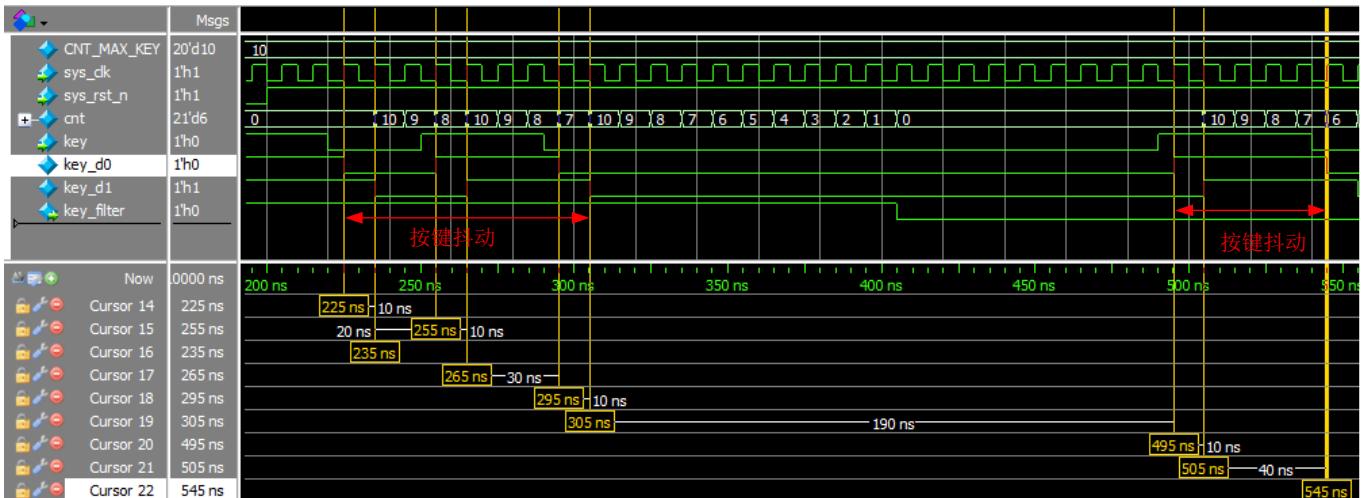 Msgs
CNT_MAX_KEY 20'd10 10
sys_clk 1'h1
sys_rst_n 1'h1
cnt 21'd6 0 10 9 8 10 9 8 7 10 9 8 7 6 5 4 3 2 1 0 10 9 8 7 6
key 1'h0
key_d0 1'h0
key_d1 1'h1
key_filter 1'h0
按键抖动 按键抖动
Now 0000 ns 200 ns 250 ns 300 ns 350 ns 400 ns 450 ns 500 ns 550 ns
Cursor 14 225 ns 225 ns 10 ns
Cursor 15 255 ns 20 ns 255 ns 10 ns
Cursor 16 235 ns 235 ns
Cursor 17 265 ns 265 ns 30 ns
Cursor 18 295 ns 295 ns 10 ns
Cursor 19 305 ns 305 ns 190 ns
Cursor 20 495 ns 495 ns 10 ns
Cursor 21 505 ns 505 ns 40 ns
Cursor 22 545 ns 545 ns